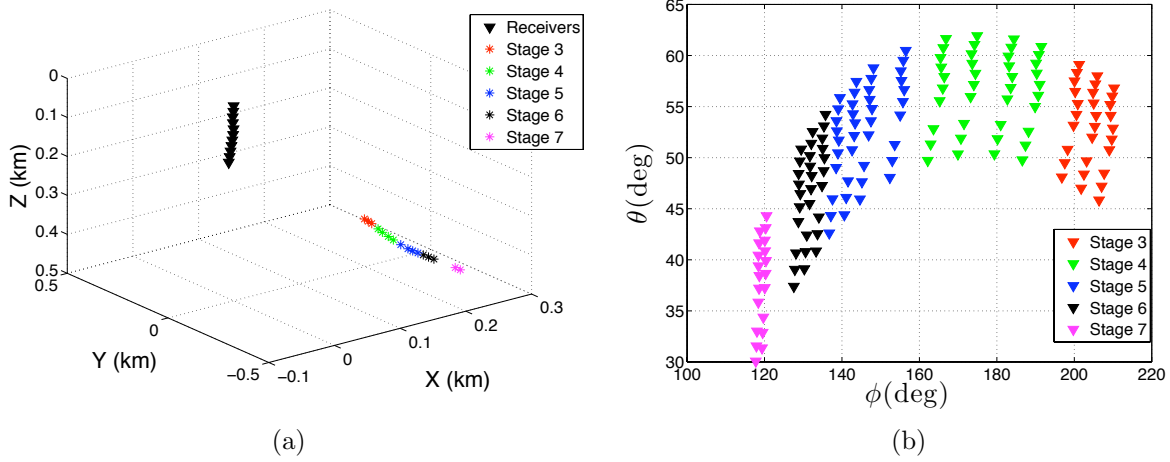 Receivers
Stage 3
Stage 4
Stage 5
Stage 6
Stage 7
0
0.1
0.2
0.3
0.4
0.5
Z (km)
0.5
0
−0.5
Y (km)
−0.1
0
0.1
0.2
0.3
X (km)
(a)
65
60
55
50
45
40
35
30
θ(deg)
100 120 140 160 180 200 220
ϕ(deg)
Stage 3
Stage 4
Stage 5
Stage 6
Stage 7
(b)